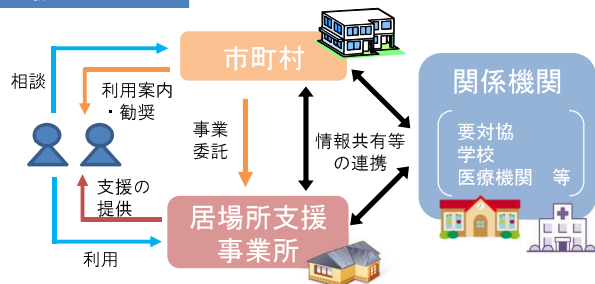 市町村
相談
利用案内
・勧奨
事業
委託
情報共有等
の連携
関係機関
要対協
学校
医療機関 等
支援の
提供
居場所支援
事業所
利用